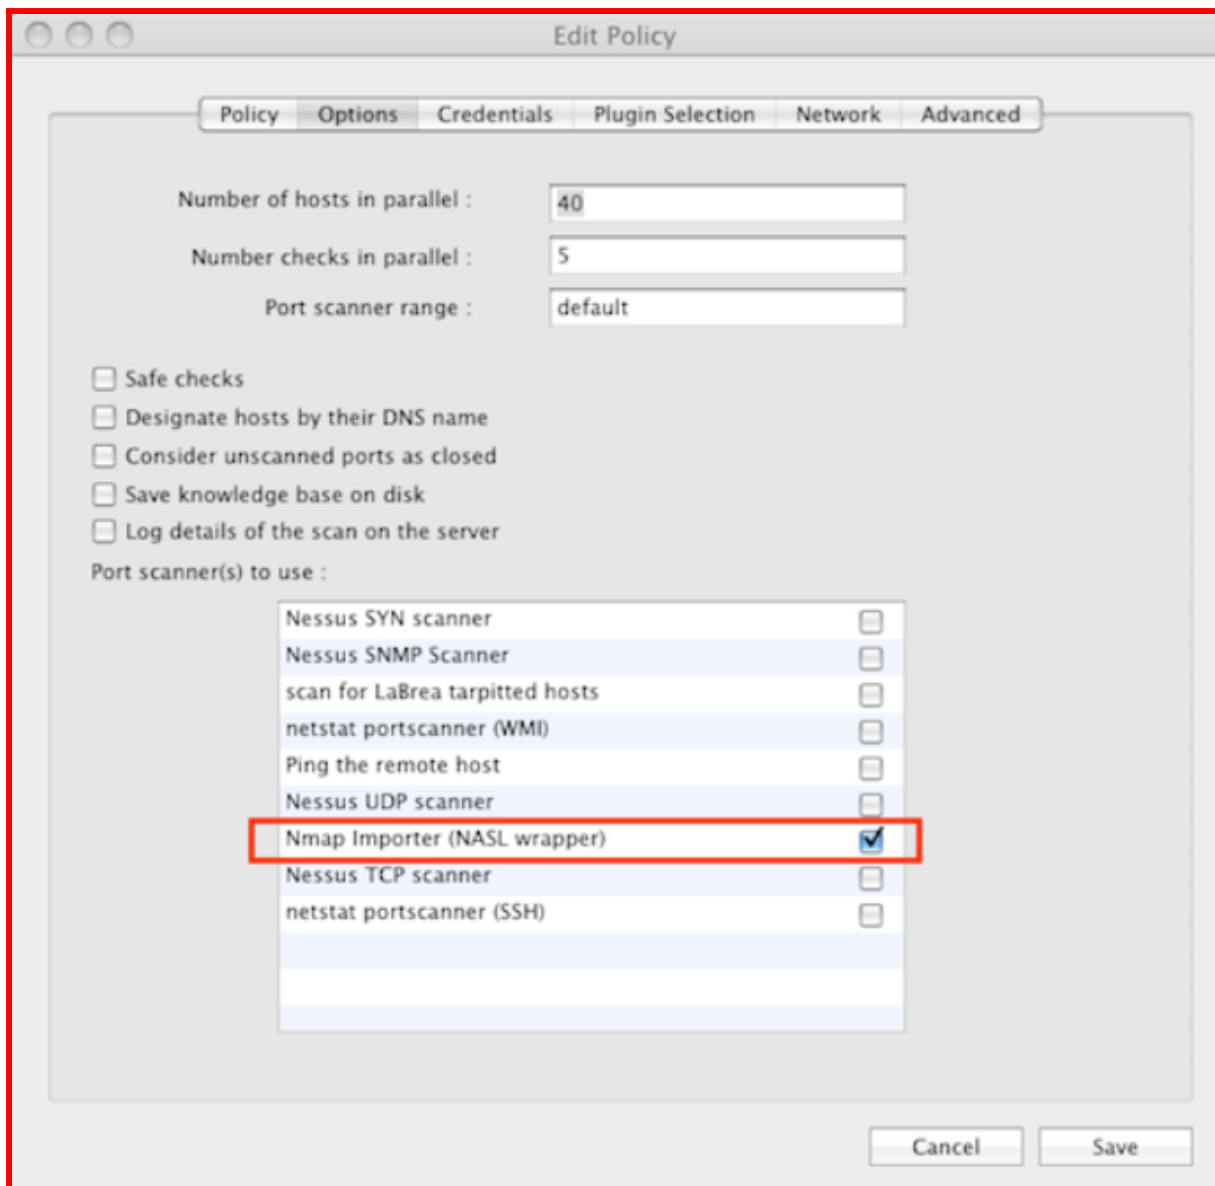 Edit Policy
Policy Options Credentials Plugin Selection Network Advanced
Number of hosts in parallel : 40
Number checks in parallel : 5
Port scanner range : default
Safe checks
Designate hosts by their DNS name
Consider unscanned ports as closed
Save knowledge base on disk
Log details of the scan on the server
Port scanner(s) to use :
Nessus SYN scanner
Nessus SNMP Scanner
scan for LaBrea tarpitted hosts
netstat portscanner (WMI)
Ping the remote host
Nessus UDP scanner
Nmap Importer (NASL wrapper)
Nessus TCP scanner
netstat portscanner (SSH)
Cancel Save